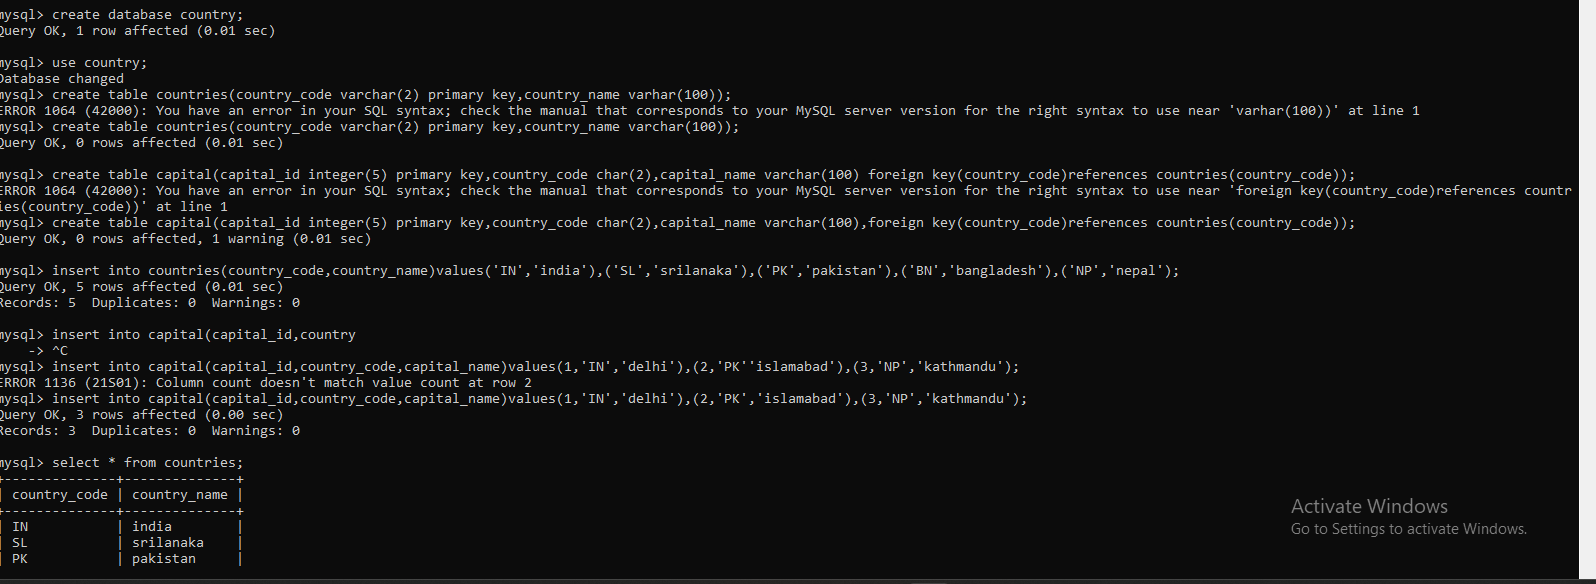 mysql> create database country;
Query OK, 1 row affected (0.01 sec)
mysql> use country;
Database changed
mysql> create table countries(country_code varchar(2) primary key,country_name varhar(100));
ERROR 1064 (42000): You have an error in your SQL syntax; check the manual that corresponds to your MySQL server version for the right syntax to use near 'varhar(100))' at line 1
mysql> create table countries(country_code varchar(2) primary key,country_name varchar(100));
Query OK, 0 rows affected (0.01 sec)
mysql> create table capital(capital_id integer(5) primary key,country_code char(2),capital_name varchar(100) foreign key(country_code)references countries(country_code));
ERROR 1064 (42000): You have an error in your SQL syntax; check the manual that corresponds to your MySQL server version for the right syntax to use near 'foreign key(country_code)references countr
ies(country_code))' at line 1
mysql> create table capital(capital_id integer(5) primary key,country_code char(2),capital_name varchar(100),foreign key(country_code)references countries(country_code));
Query OK, 0 rows affected, 1 warning (0.01 sec)
mysql> insert into countries(country_code,country_name)values('IN','india'),('SL','srilanaka'),('PK','pakistan'),('BN','bangladesh'),('NP','nepal');
Query OK, 5 rows affected (0.01 sec)
Records: 5  Duplicates: 0  Warnings: 0
mysql> insert into capital(capital_id,country
    -> ^C
mysql> insert into capital(capital_id,country_code,capital_name)values(1,'IN','delhi'),(2,'PK''islamabad'),(3,'NP','kathmandu');
ERROR 1136 (21S01): Column count doesn't match value count at row 2
mysql> insert into capital(capital_id,country_code,capital_name)values(1,'IN','delhi'),(2,'PK','islamabad'),(3,'NP','kathmandu');
Query OK, 3 rows affected (0.00 sec)
Records: 3  Duplicates: 0  Warnings: 0
mysql> select * from countries;
+--------------+--------------+
| country_code | country_name |
+--------------+--------------+
| IN           | india        |
| SL           | srilanaka    |
| PK           | pakistan     |
Activate Windows
Go to Settings to activate Windows.